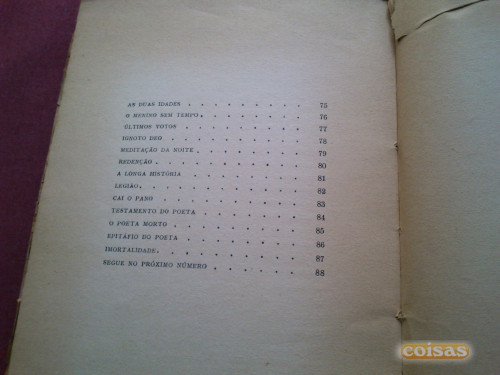 AS DUAS IDADES . . . . . . . . 75
O MENINO SEM TEMPO . . . . . . . 76
ÚLTIMOS VOTOS . . . . . . . . 77
IGNOTO DEO . . . . . . . . . 78
MEDITAÇÃO DA NOITE . . . . . . . 79
REDENÇÃO . . . . . . . . . 80
A LONGA HISTÓRIA . . . . . . . . 81
LEGIÃO . . . . . . . . . . 82
CAI O PANO . . . . . . . . . 83
TESTAMENTO DO POETA . . . . . . . 84
O POETA MORTO . . . . . . . . 85
EPITÁFIO DO POETA . . . . . . . 86
IMORTALIDADE . . . . . . . . . 87
SEGUE NO PRÓXIMO NÚMERO . . . . . . 88
coisas